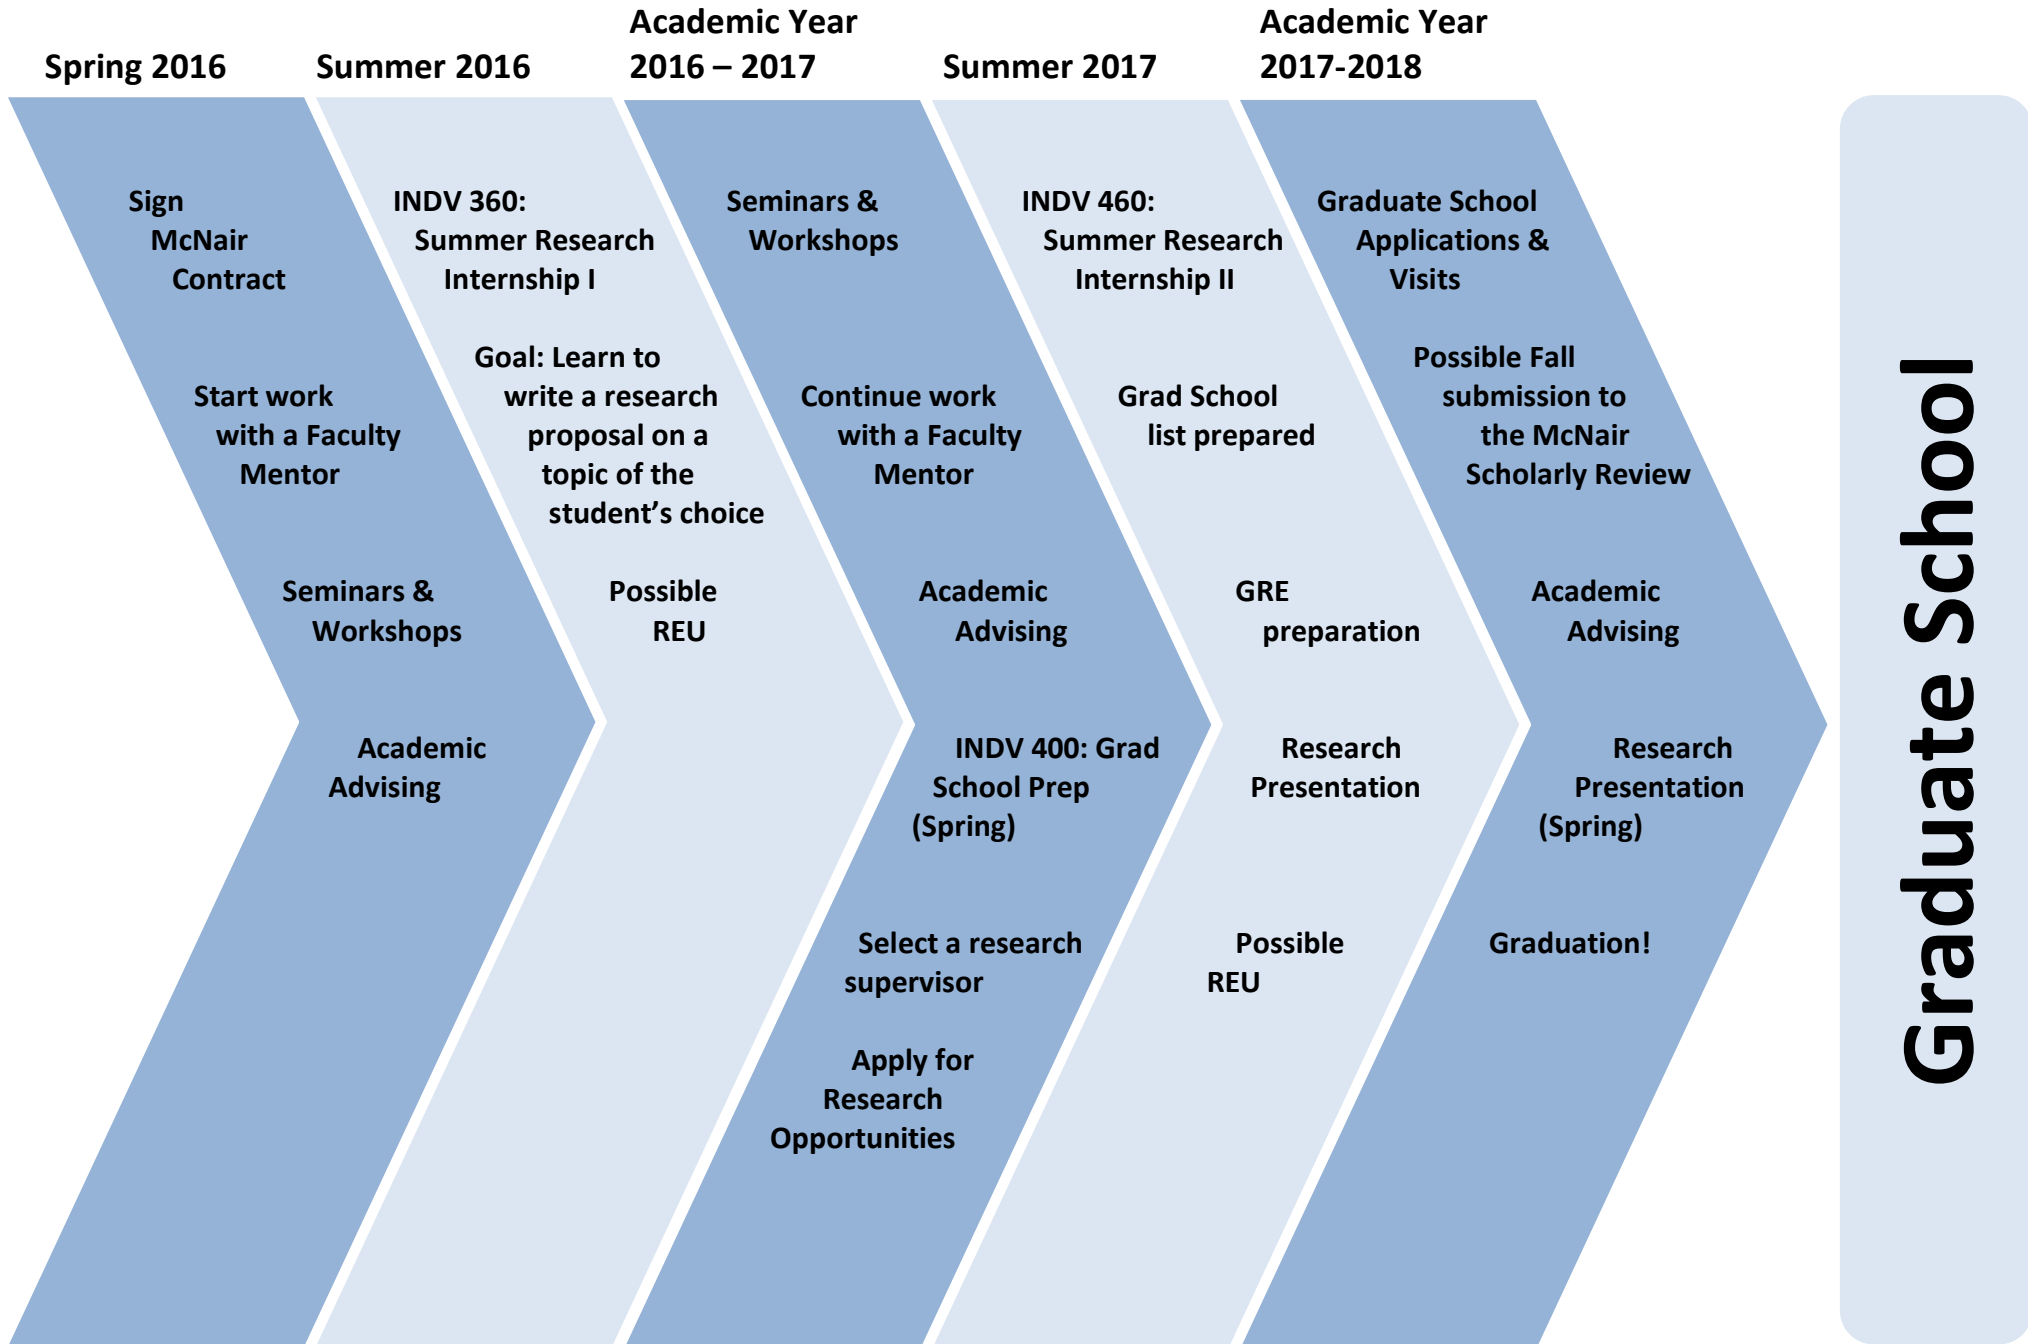 Spring 2016
Summer 2016
Academic Year
2016 – 2017
Summer 2017
Academic Year
2017-2018
Sign
McNair
Contract
Start work
with a Faculty
Mentor
Seminars &
Workshops
Academic
Advising
INDV 360:
Summer Research
Internship I
Goal: Learn to
write a research
proposal on a
topic of the
student’s choice
Possible
REU
Seminars &
Workshops
Continue work
with a Faculty
Mentor
Academic
Advising
INDV 400: Grad
School Prep
(Spring)
Select a research
supervisor
Apply for
Research
Opportunities
INDV 460:
Summer Research
Internship II
Grad School
list prepared
GRE
preparation
Research
Presentation
Possible
REU
Graduate School
Applications &
Visits
Possible Fall
submission to
the McNair
Scholarly Review
Academic
Advising
Research
Presentation
(Spring)
Graduation!
Graduate School